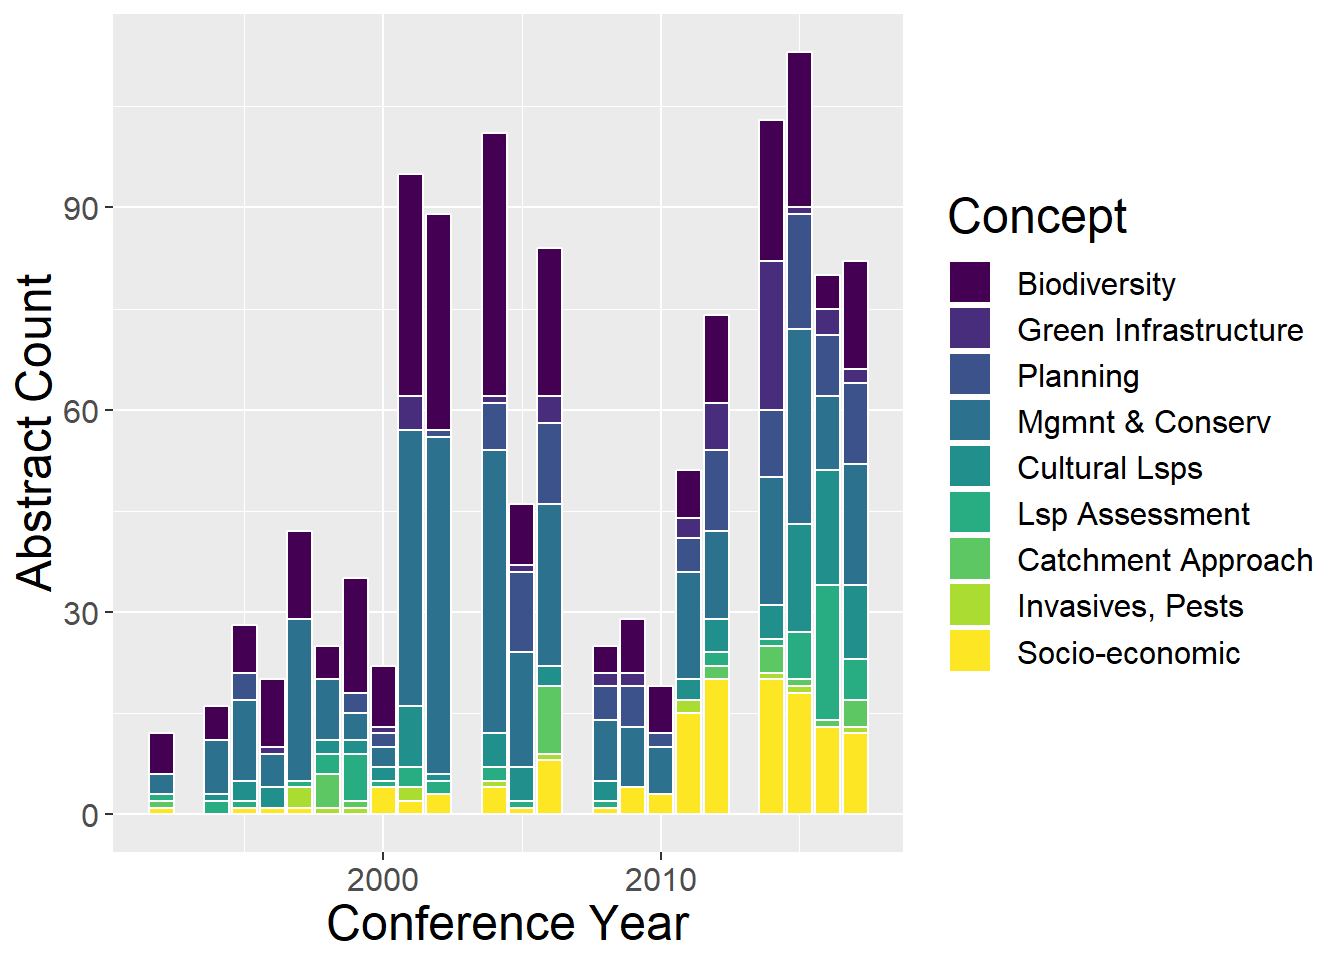 Abstract Count
90
60
30
0
2000
2010
Conference Year
Concept
Biodiversity
Green Infrastructure
Planning
Mgmnt & Conserv
Cultural Lsps
Lsp Assessment
Catchment Approach
Invasives, Pests
Socio-economic